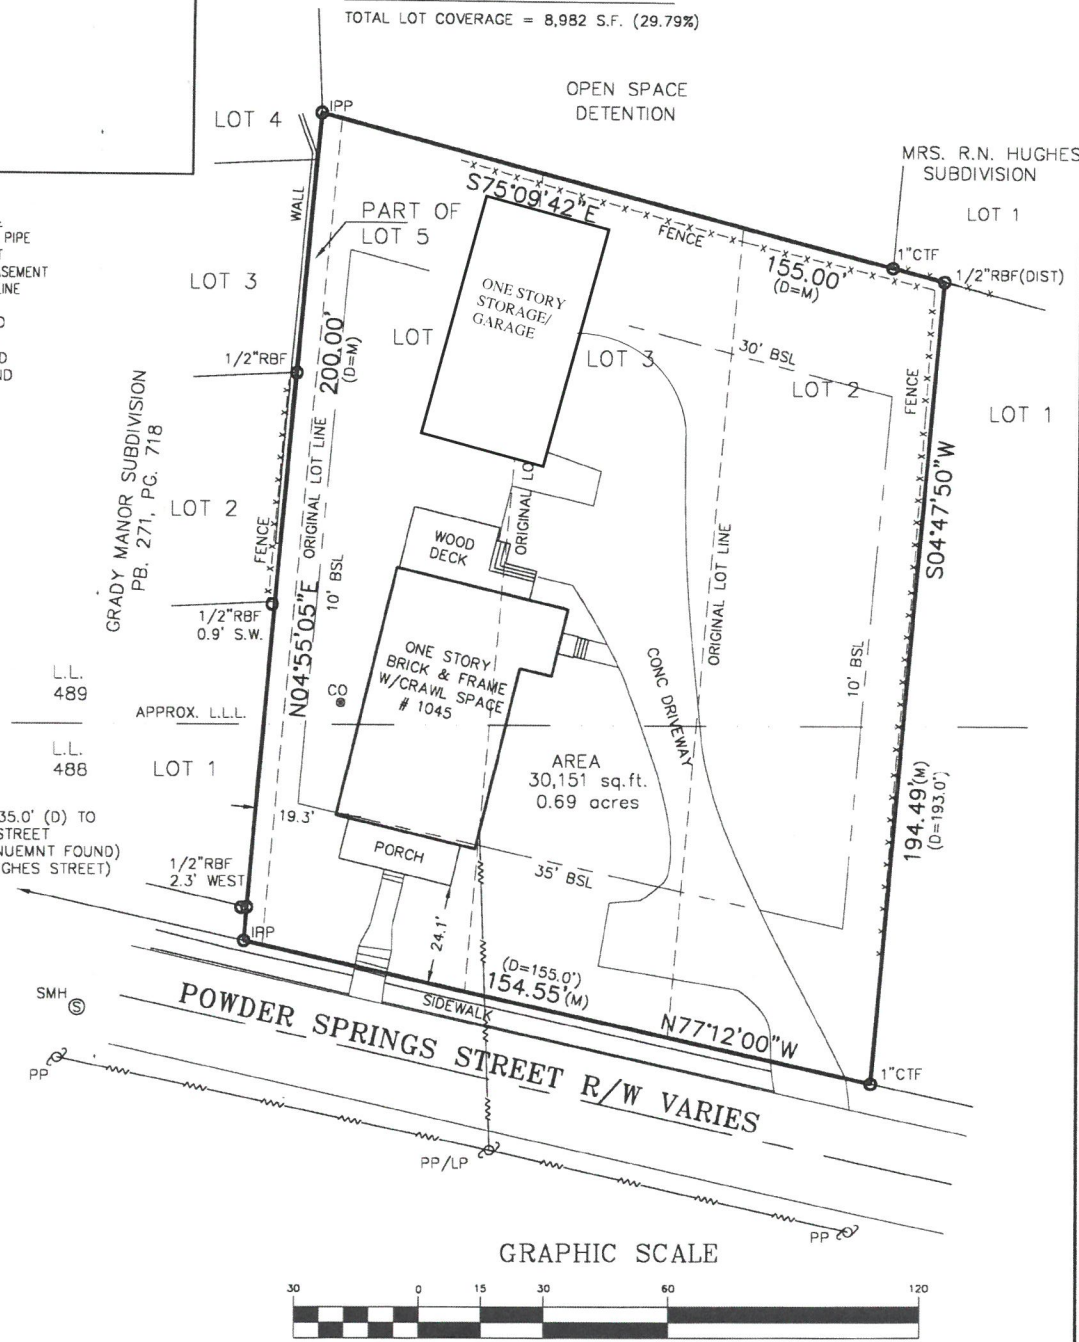 TOTAL LOT COVERAGE = 8,982 S.F. (29.79%)
OPEN SPACE
DETENTION
LOT 4
IPP
MRS. R.N. HUGHES
SUBDIVISION
LOT 1
PIPE
LINE
WALL
PART OF
LOT 5
S75°09'42"E
FENCE
155.00'
(D=M)
1"CTF
1/2"RBF(DIST)
LOT 3
ONE STORY
STORAGE/
GARAGE
LOT
LOT 3
30' BSL
LOT 2
FENCE
LOT 1
1/2"RBF
200.00'
(D=M)
GRADY MANOR SUBDIVISION
PB. 271, PG. 718
LOT 2
FENCE
ORIGINAL LOT LINE
10' BSL
N04°55'05"E
ORIGINAL LO
ORIGINAL LOT LINE
S04°47'50"W
WOOD
DECK
1/2"RBF
0.9' S.W.
ONE STORY
BRICK & FRAME
W/CRAWL SPACE
# 1045
CO
CONC DRIVEWAY
10' BSL
L.L.
489
APPROX. L.L.L.
L.L.
488
LOT 1
AREA
30,151 sq.ft.
0.69 acres
194.49'(M)
(D=193.0')
35.0' (D) TO
STREET
NUEMNT FOUND)
GHES STREET)
19.3'
PORCH
35' BSL
1/2"RBF
2.3' WEST
IPP
24.1'
(D=155.0')
154.55'(M)
N77°12'00"W
SIDEWALK
1"CTF
SMH
S
POWDER SPRINGS STREET R/W VARIES
PP
PP/LP
PP
GRAPHIC SCALE
30 0 15 30 60 120